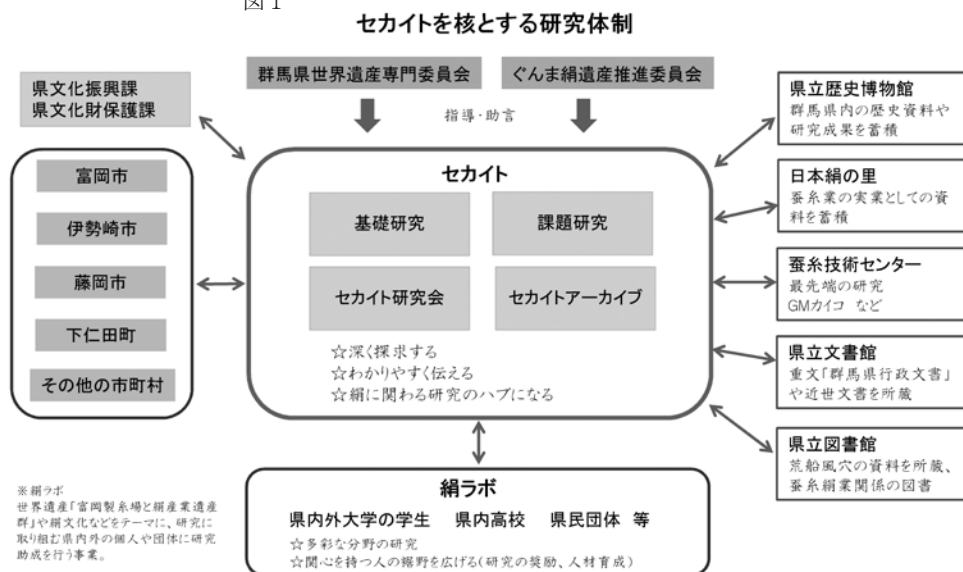 図1
セカイトを核とする研究体制
群馬県世界遺産専門委員会
ぐんま絹遺産推進委員会
指導・助言
県文化振興課
県文化財保護課
富岡市
伊勢崎市
藤岡市
下仁田町
その他の市町村
セカイト
基礎研究
課題研究
セカイト研究会
セカイトアーカイブ
☆深く探求する
☆わかりやすく伝える
☆絹に関わる研究のハブになる
県立歴史博物館
群馬県内の歴史資料や
研究成果を蓄積
日本絹の里
蚕糸業の実業としての資
料を蓄積
蚕糸技術センター
最先端の研究
GMカイコ など
県立文書館
重文「群馬県行政文書」
や近世文書を所蔵
県立図書館
荒船風穴の資料を所蔵、
蚕糸絹業関係の図書
絹ラボ
県内外大学の学生 県内高校 県民団体 等
☆多彩な分野の研究
☆関心を持つ人の裾野を広げる(研究の奨励、人材育成)
※絹ラボ
世界遺産「富岡製糸場と絹産業遺産
群」や絹文化などをテーマに、研究に
取り組む県内外の個人や団体に研究
助成を行う事業。